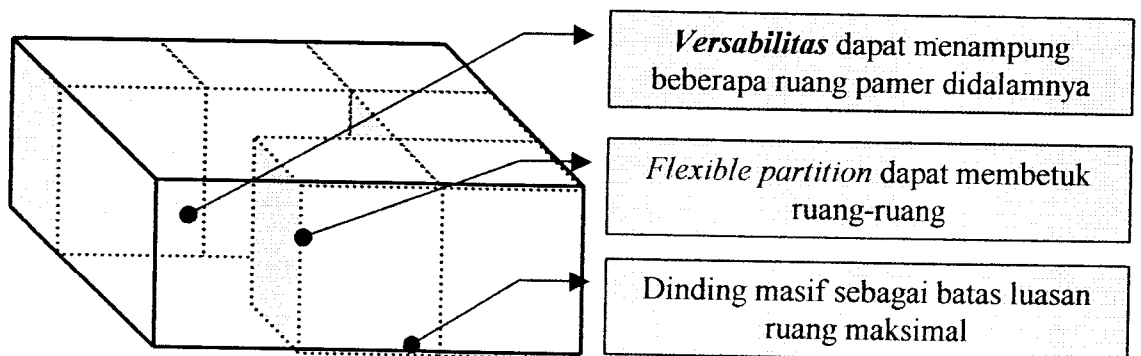 Versabilitas dapat menampung
beberapa ruang pamer didalamnya
Flexible partition dapat membetuk
ruang-ruang
Dinding masif sebagai batas luasan
ruang maksimal